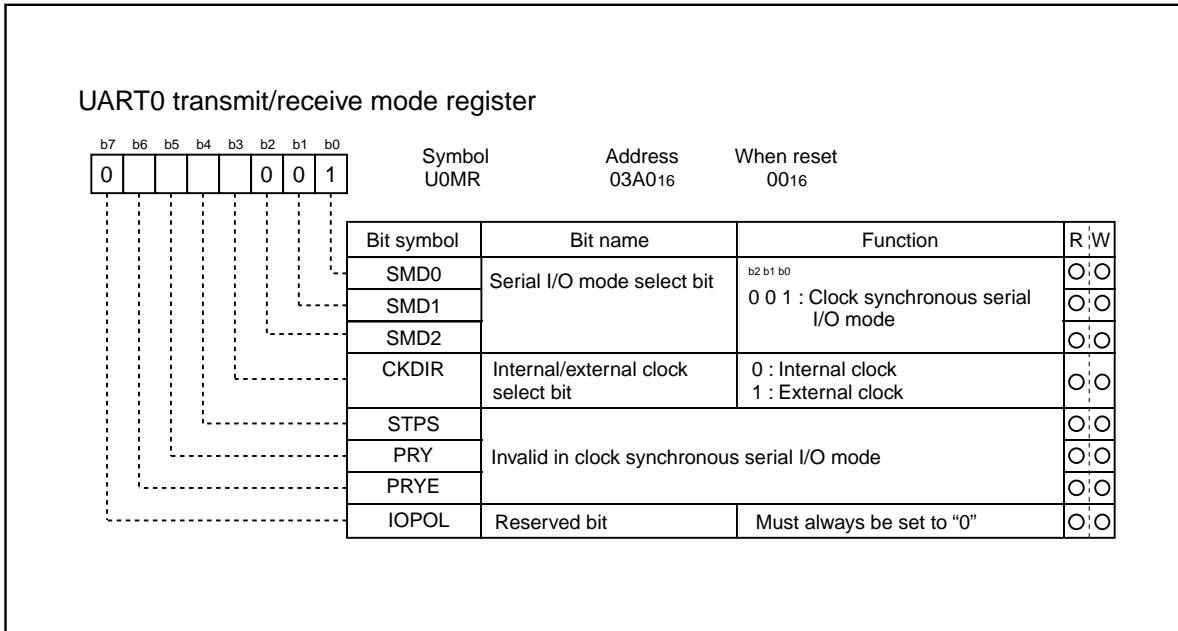 UART0 transmit/receive mode register
b7 b6 b5 b4 b3 b2 b1 b0
0 0 0 1
Symbol Address When reset
U0MR 03A016 0016
Bit symbol Bit name Function R W
SMD0 Serial I/O mode select bit b2 b1 b0
SMD1 0 0 1 : Clock synchronous serial
I/O mode
SMD2
CKDIR Internal/external clock 0 : Internal clock
select bit 1 : External clock
STPS
PRY Invalid in clock synchronous serial I/O mode
PRYE
IOPOL Reserved bit Must always be set to “0”